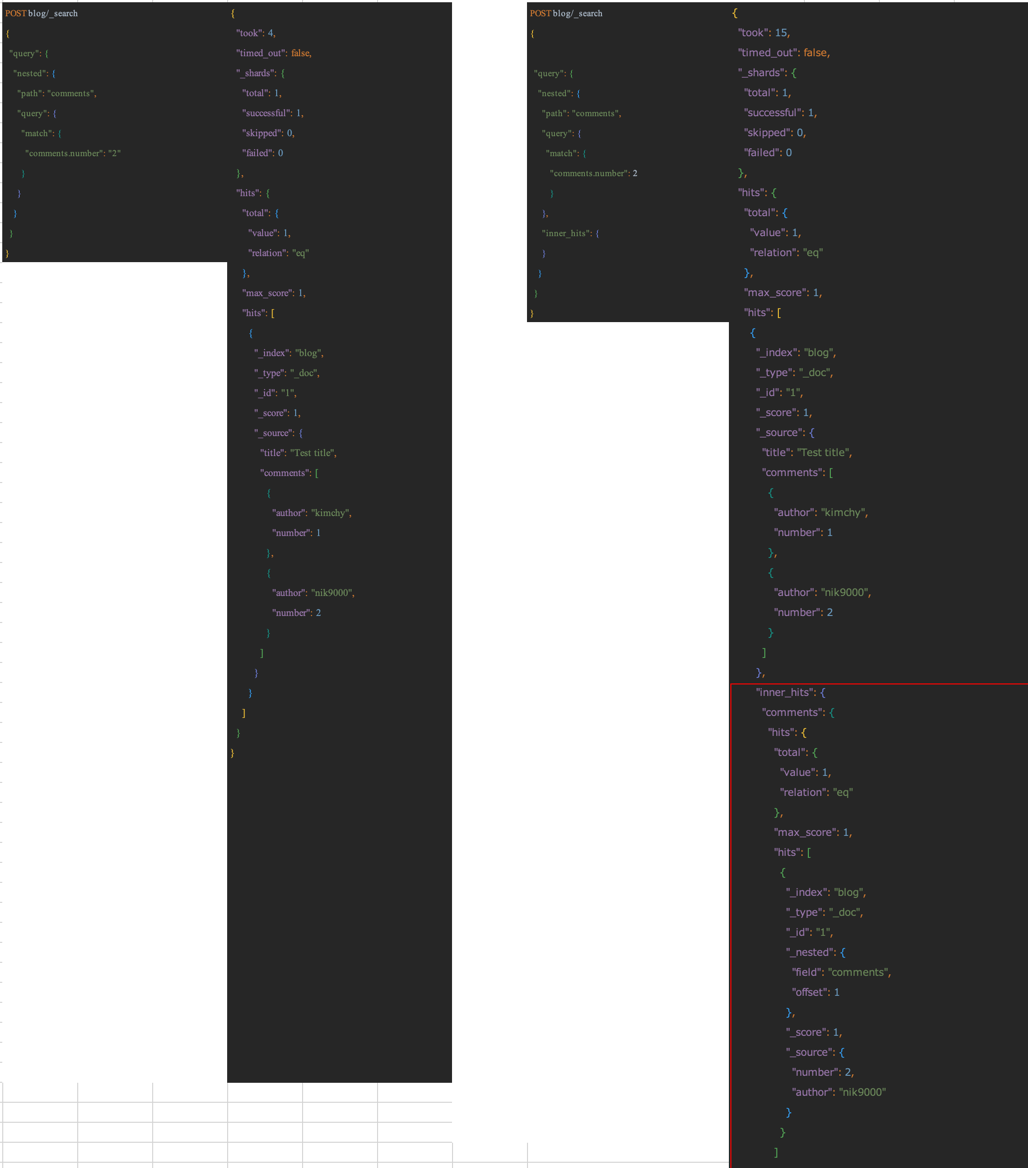 POST blog/_search
{
"query": {
"nested": {
"path": "comments",
"query": {
"match": {
"comments.number": "2"
}
}
}
}
}
{
"took": 4,
"timed_out": false,
"_shards": {
"total": 1,
"successful": 1,
"skipped": 0,
"failed": 0
},
"hits": {
"total": {
"value": 1,
"relation": "eq"
},
"max_score": 1,
"hits": [
{
"_index": "blog",
"_type": "_doc",
"_id": "1",
"_score": 1,
"_source": {
"title": "Test title",
"comments": [
{
"author": "kimchy",
"number": 1
},
{
"author": "nik9000",
"number": 2
}
]
}
}
]
}
}
POST blog/_search
{
"query": {
"nested": {
"path": "comments",
"query": {
"match": {
"comments.number": 2
}
},
"inner_hits": {
}
}
}
}
{
"took": 15,
"timed_out": false,
"_shards": {
"total": 1,
"successful": 1,
"skipped": 0,
"failed": 0
},
"hits": {
"total": {
"value": 1,
"relation": "eq"
},
"max_score": 1,
"hits": [
{
"_index": "blog",
"_type": "_doc",
"_id": "1",
"_score": 1,
"_source": {
"title": "Test title",
"comments": [
{
"author": "kimchy",
"number": 1
},
{
"author": "nik9000",
"number": 2
}
]
},
"inner_hits": {
"comments": {
"hits": {
"total": {
"value": 1,
"relation": "eq"
},
"max_score": 1,
"hits": [
{
"_index": "blog",
"_type": "_doc",
"_id": "1",
"_nested": {
"field": "comments",
"offset": 1
},
"_score": 1,
"_source": {
"number": 2,
"author": "nik9000"
}
}
]